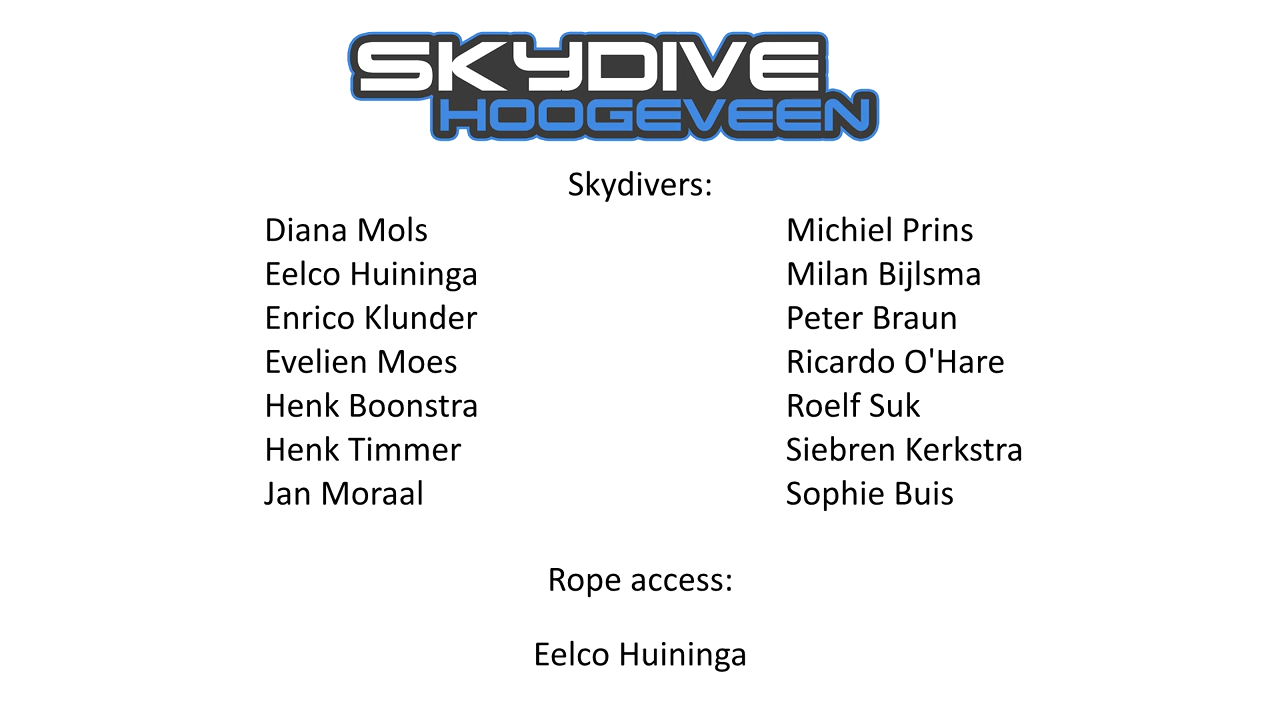 SKYDIVE
HOOGEVEEN
Skydivers:
Diana Mols
Eelco Huininga
Enrico Klunder
Evelien Moes
Henk Boonstra
Henk Timmer
Jan Moraal
Michiel Prins
Milan Bijlsma
Peter Braun
Ricardo O'Hare
Roelf Suk
Siebren Kerkstra
Sophie Buis
Rope access:
Eelco Huininga